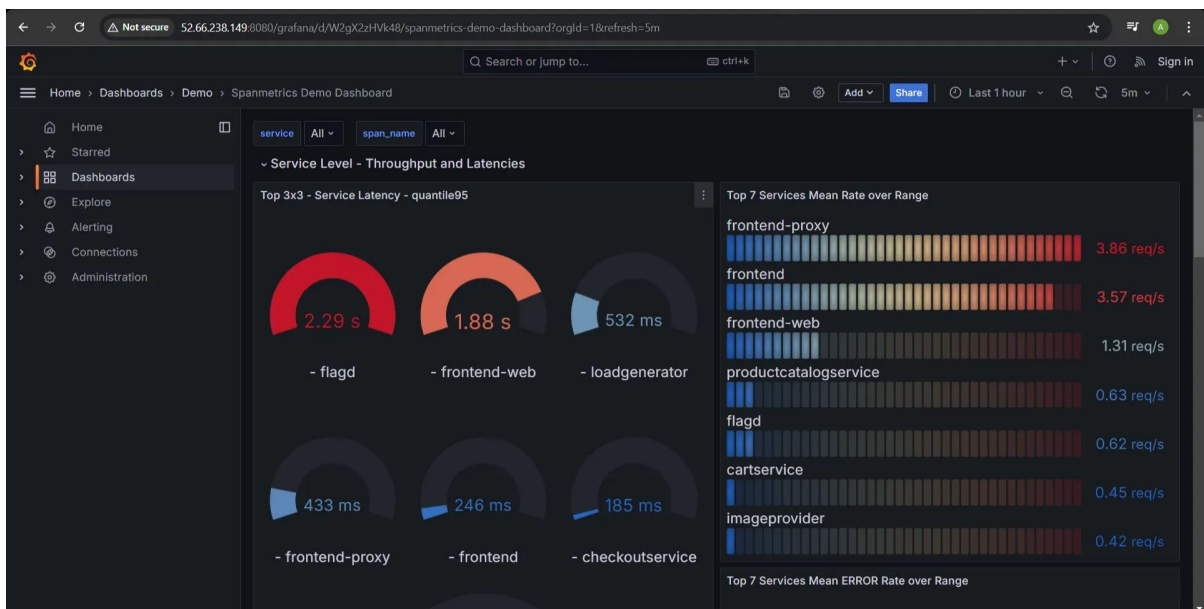 Not secure 52.66.238.149:8080/grafana/d/W2gX2zHVk48/spanmetrics-demo-dashboard?orgId=1&refresh=5m A
Search or jump to... ctrl+k Sign in
Home › Dashboards › Demo › Spanmetrics Demo Dashboard Add Share Last 1 hour 5m
Home
Starred
Dashboards
Explore
Alerting
Connections
Administration
service All span_name All
Service Level - Throughput and Latencies
Top 3x3 - Service Latency - quantile95
2.29 s 1.88 s 532 ms
- flagd - frontend-web - loadgenerator
433 ms 246 ms 185 ms
- frontend-proxy - frontend - checkoutservice
Top 7 Services Mean Rate over Range
frontend-proxy
3.86 req/s
frontend
3.57 req/s
frontend-web
1.31 req/s
productcatalogservice
0.63 req/s
flagd
0.62 req/s
cartservice
0.45 req/s
imageprovider
0.42 req/s
Top 7 Services Mean ERROR Rate over Range